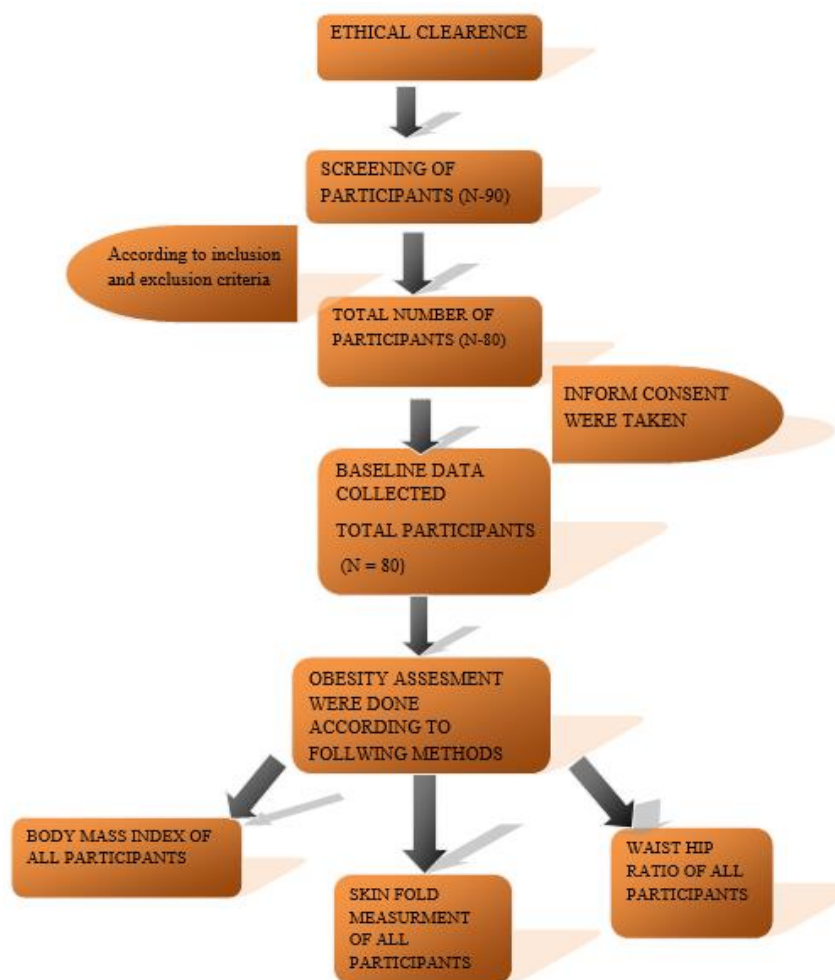 ETHICAL CLEARENCE
SCREENING OF
PARTICIPANTS (N-90)
According to inclusion
and exclusion criteria
TOTAL NUMBER OF
PARTICIPANTS (N-80)
INFORM CONSENT
WERE TAKEN
BASELINE DATA
COLLECTED
TOTAL PARTICIPANTS
(N = 80)
OBESITY ASSESMENT
WERE DONE
ACCORDING TO
FOLLWING METHODS
BODY MASS INDEX OF
ALL PARTICIPANTS
SKIN FOLD
MEASURMENT
OF ALL
PARTICIPANTS
WAIST HIP
RATIO OF ALL
PARTICIPANTS